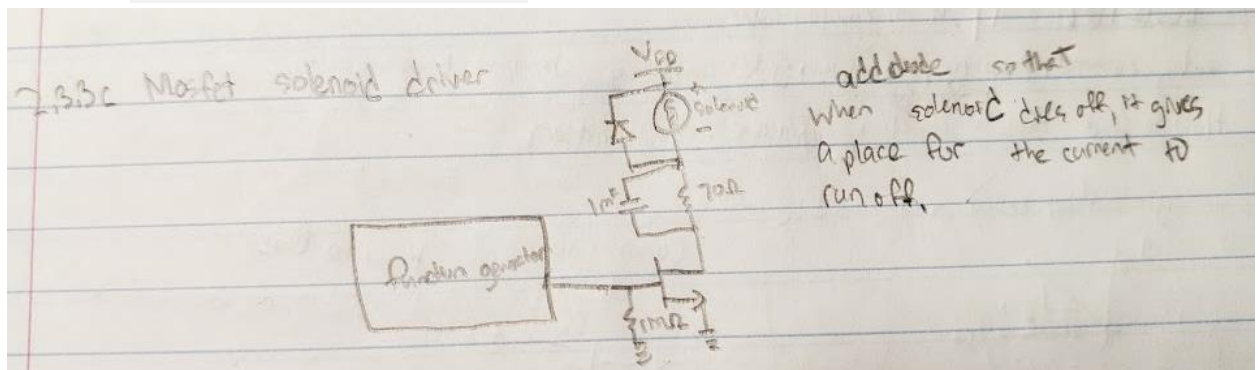 2.3.3c Mosfet solenoid driver
VDD
+
solenoid
-
add diode so that
when solenoid dies off, it gives
a place for the current to
run off.
70Ω
function generator
1MΩ